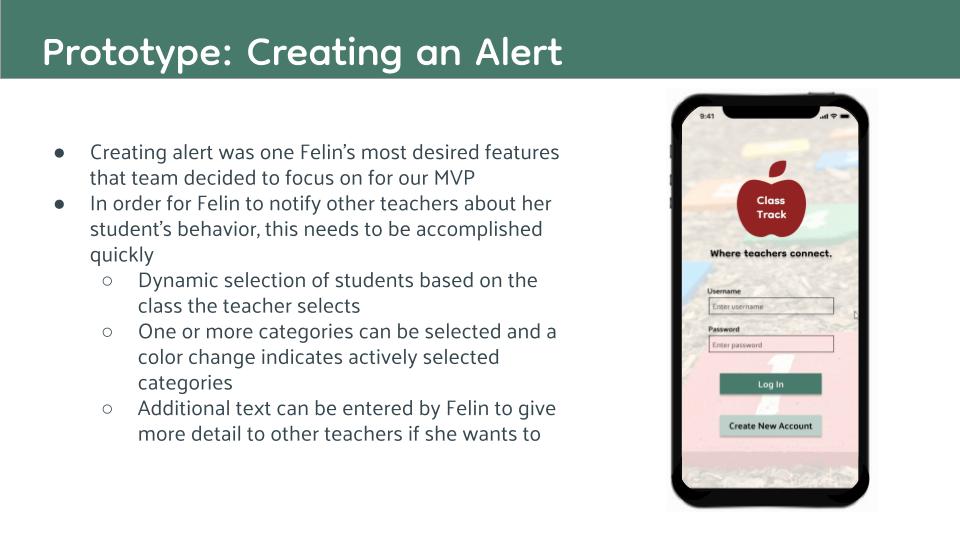 Prototype: Creating an Alert
● Creating alert was one Felin's most desired features
that team decided to focus on for our MVP
● In order for Felin to notify other teachers about her
student's behavior, this needs to be accomplished
quickly
○ Dynamic selection of students based on the
class the teacher selects
○ One or more categories can be selected and a
color change indicates actively selected
categories
○ Additional text can be entered by Felin to give
more detail to other teachers if she wants to
9:41
Class
Track
Where teachers connect.
Username
Enter username
Password
Enter password
1
Log In
Create New Account